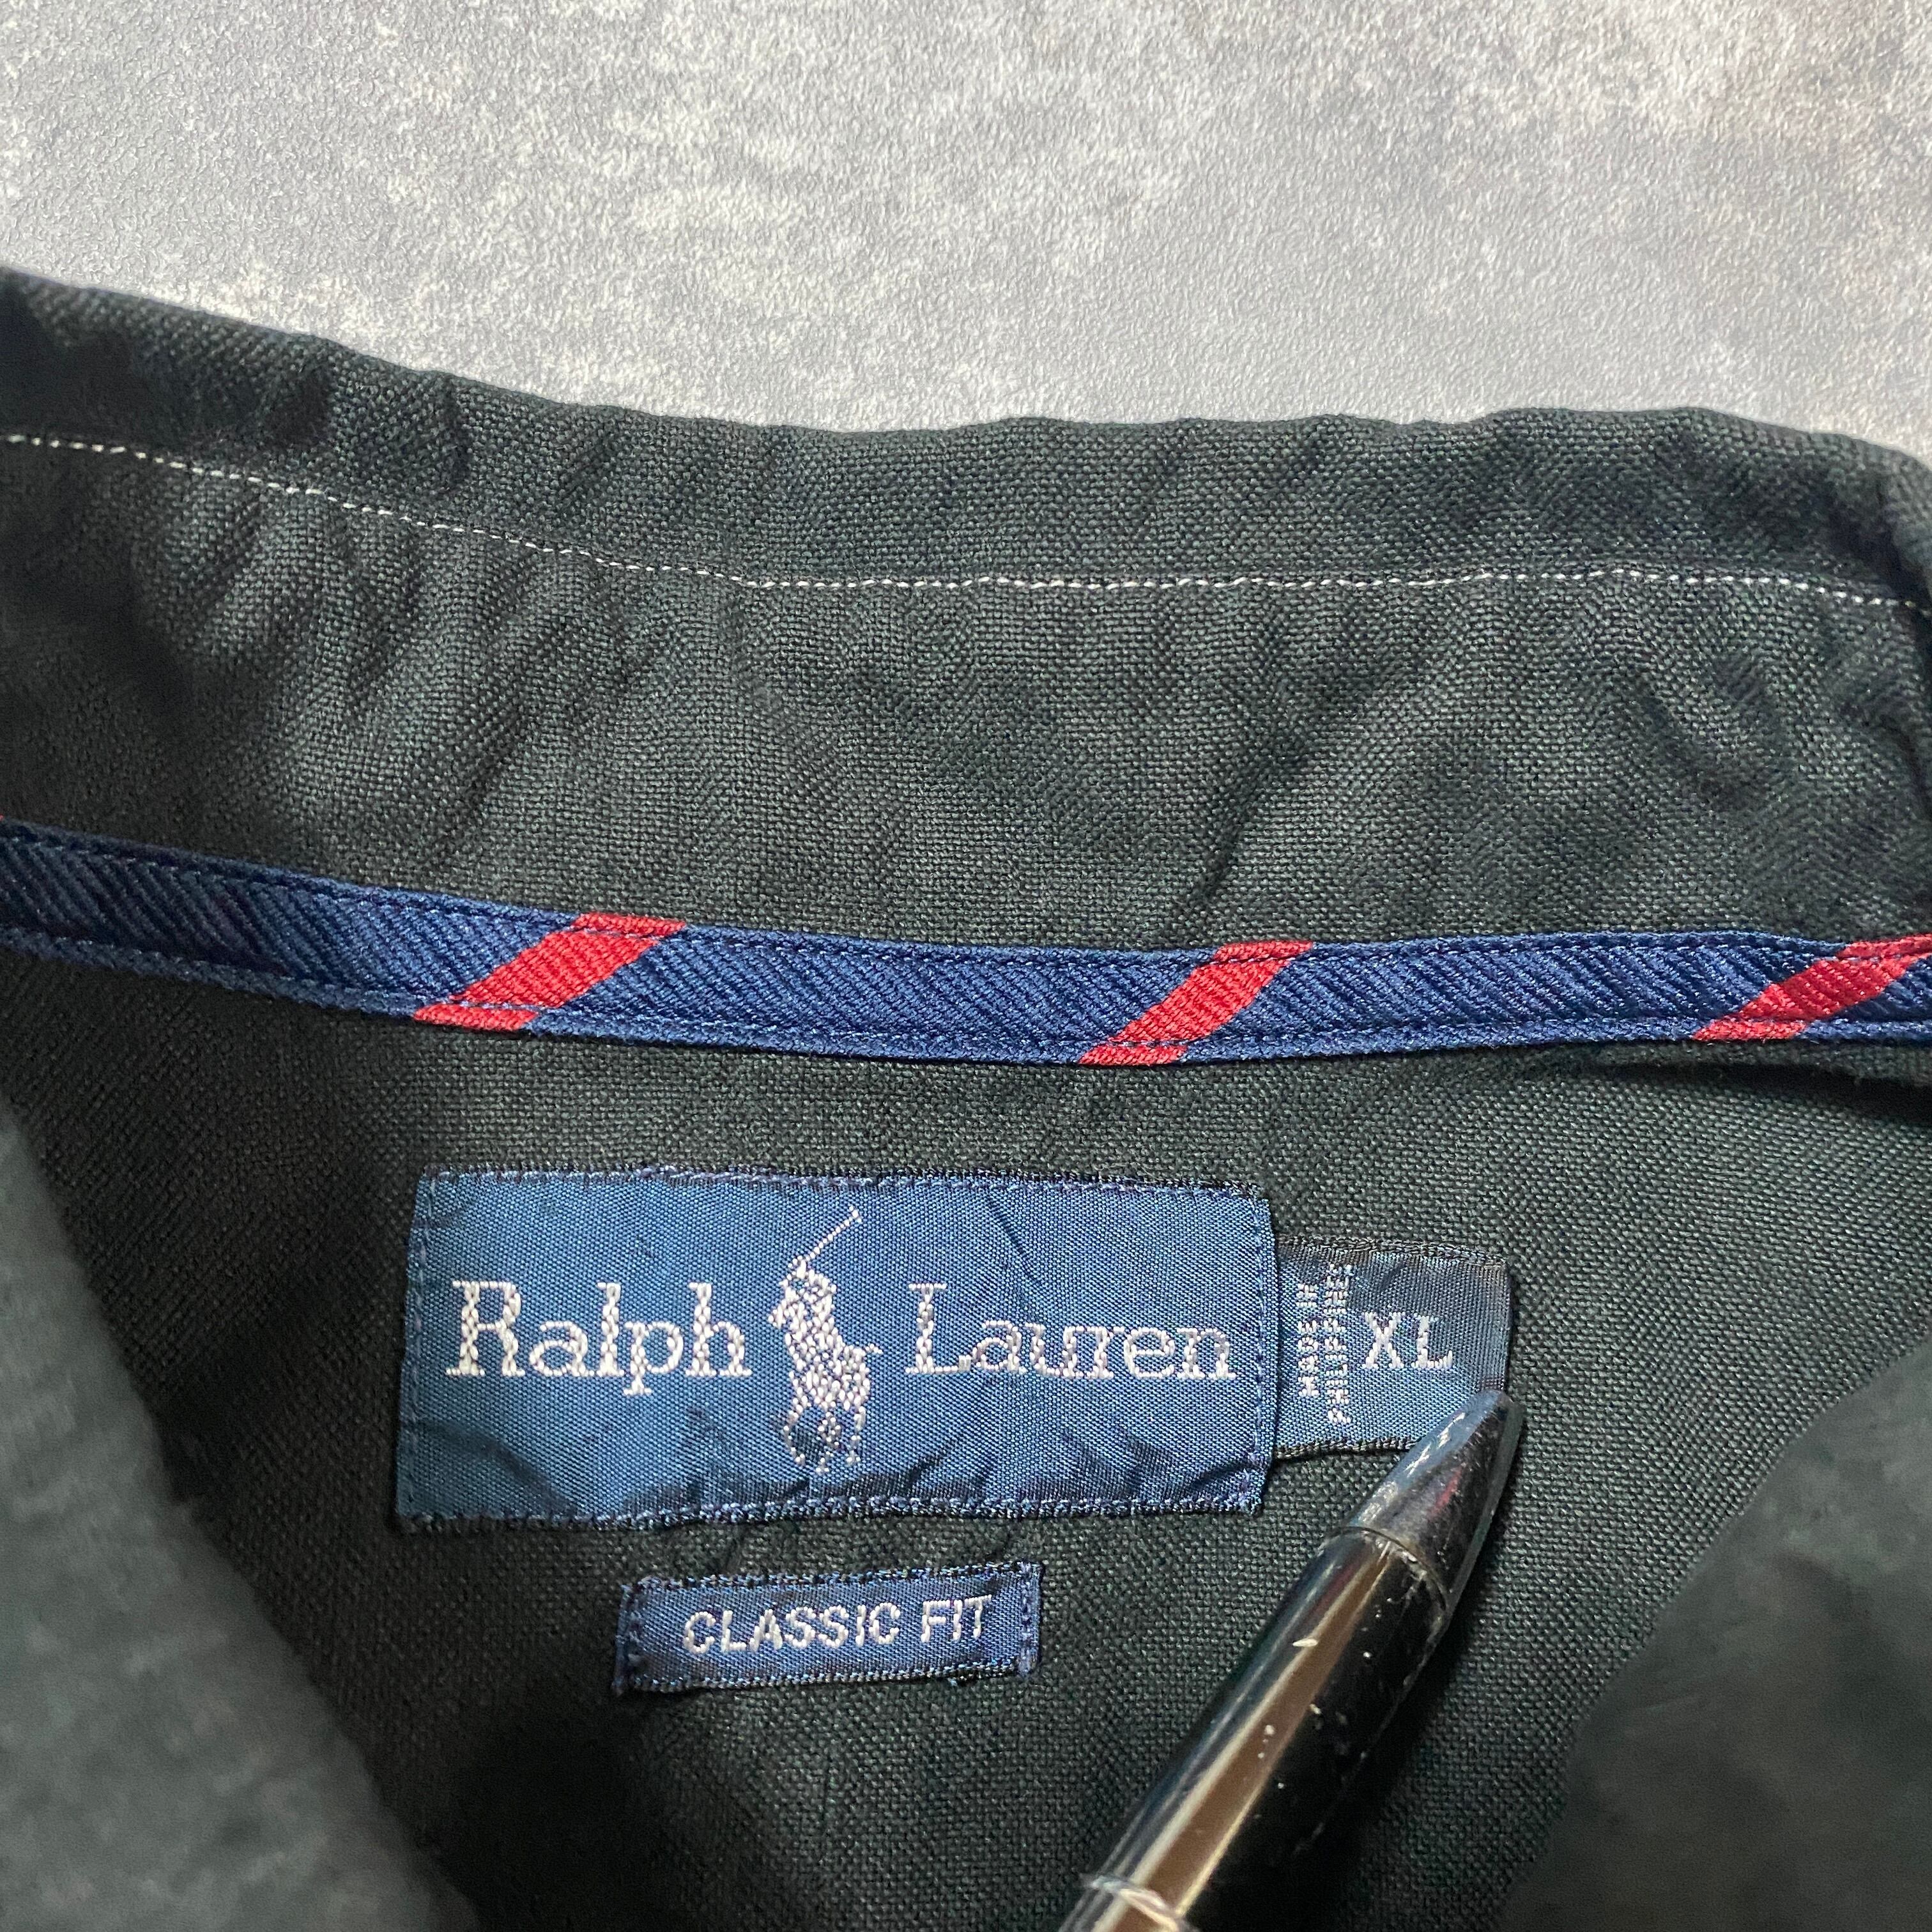 Ralph Lauren
MADE IN
PHILIPPINES
XL
CLASSIC FIT